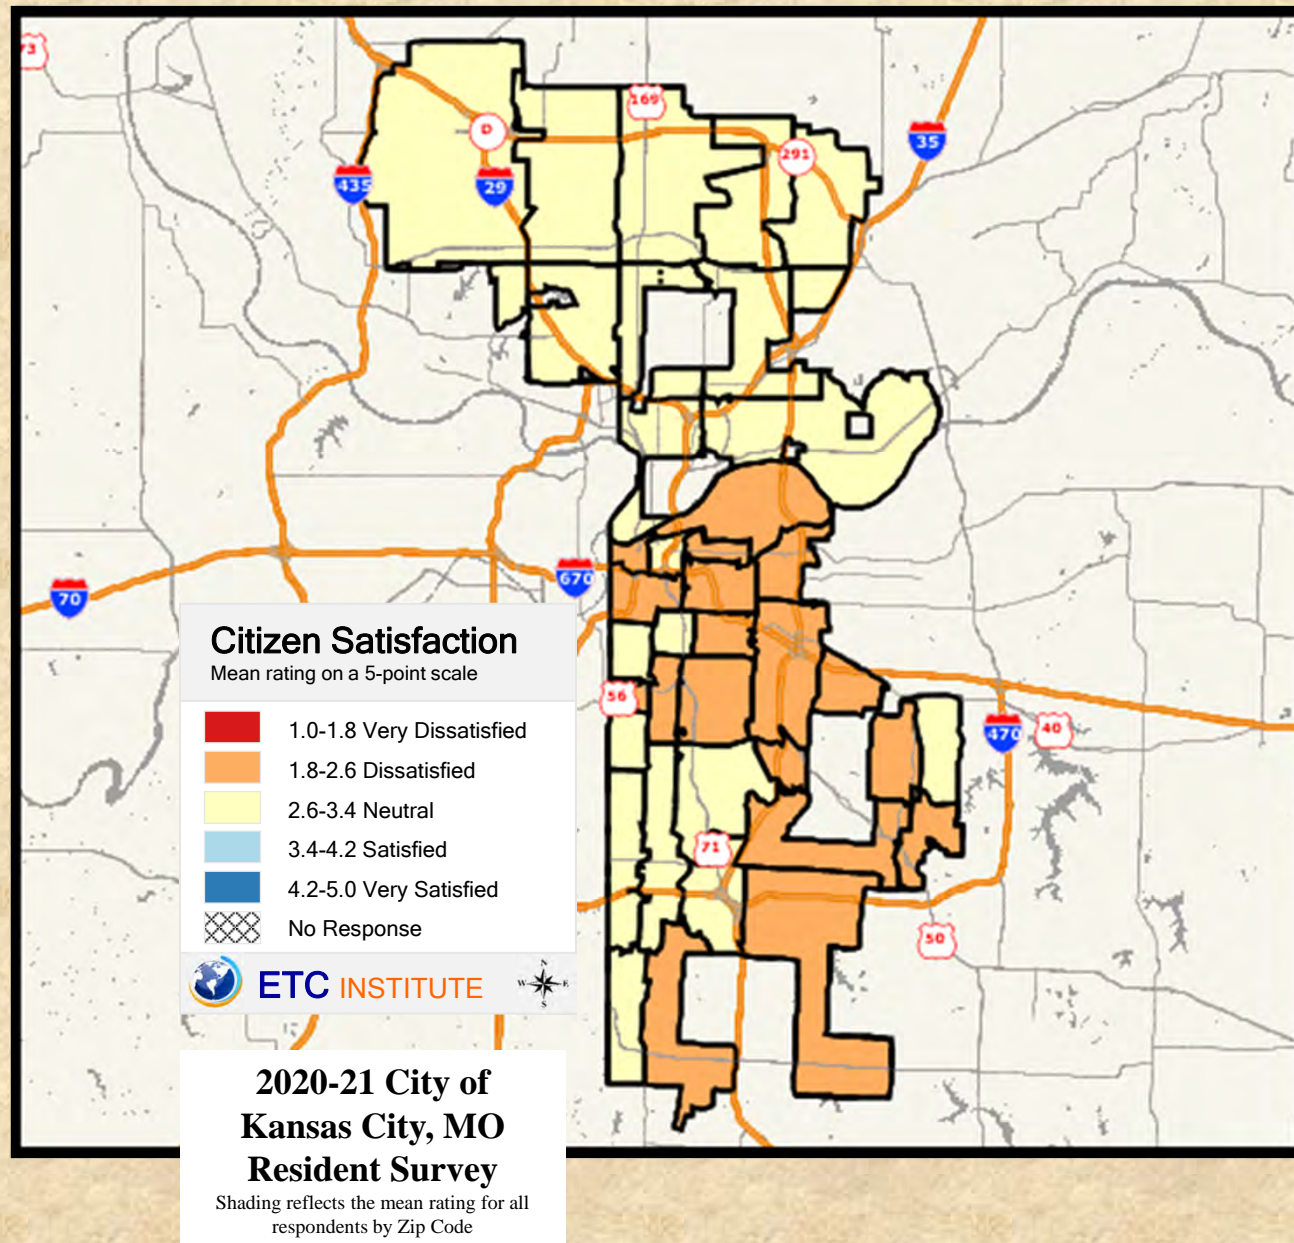 73
169
D
291
35
435
29
670
70
Citizen Satisfaction
Mean rating on a 5-point scale
56
1.0-1.8 Very Dissatisfied
470
40
1.8-2.6 Dissatisfied
2.6-3.4 Neutral
3.4-4.2 Satisfied
71
4.2-5.0 Very Satisfied
No Response
50
ETC INSTITUTE
N
W E
S
2020-21 City of
Kansas City, MO
Resident Survey
Shading reflects the mean rating for all
respondents by Zip Code